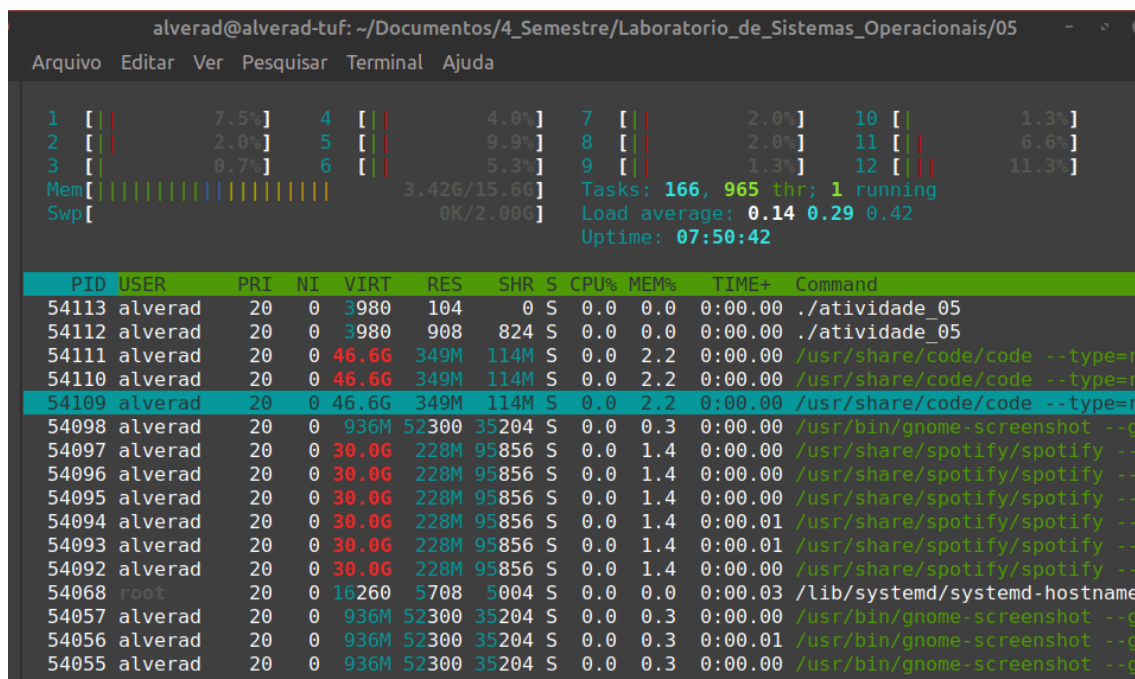 alverad@alverad-tuf: ~/Documentos/4_Semestre/Laboratorio_de_Sistemas_Operacionais/05
Arquivo Editar Ver Pesquisar Terminal Ajuda
1 [|| 7.5%] 4 [|| 4.0%] 7 [|| 2.0%] 10 [| 1.3%]
2 [|| 2.0%] 5 [|| 9.9%] 8 [|| 2.0%] 11 [|| 6.6%]
3 [| 0.7%] 6 [|| 5.3%] 9 [|| 1.3%] 12 [||| 11.3%]
Mem[|||||||||||||||||||| 3.42G/15.6G] Tasks: 166, 965 thr; 1 running
Swp[ 0K/2.00G] Load average: 0.14 0.29 0.42
Uptime: 07:50:42
PID USER PRI NI VIRT RES SHR S CPU% MEM% TIME+ Command
54113 alverad 20 0 3980 104 0 S 0.0 0.0 0:00.00 ./atividade_05
54112 alverad 20 0 3980 908 824 S 0.0 0.0 0:00.00 ./atividade_05
54111 alverad 20 0 46.6G 349M 114M S 0.0 2.2 0:00.00 /usr/share/code/code --type=r
54110 alverad 20 0 46.6G 349M 114M S 0.0 2.2 0:00.00 /usr/share/code/code --type=r
54109 alverad 20 0 46.6G 349M 114M S 0.0 2.2 0:00.00 /usr/share/code/code --type=r
54098 alverad 20 0 936M 52300 35204 S 0.0 0.3 0:00.00 /usr/bin/gnome-screenshot --g
54097 alverad 20 0 30.0G 228M 95856 S 0.0 1.4 0:00.00 /usr/share/spotify/spotify --
54096 alverad 20 0 30.0G 228M 95856 S 0.0 1.4 0:00.00 /usr/share/spotify/spotify --
54095 alverad 20 0 30.0G 228M 95856 S 0.0 1.4 0:00.00 /usr/share/spotify/spotify --
54094 alverad 20 0 30.0G 228M 95856 S 0.0 1.4 0:00.01 /usr/share/spotify/spotify --
54093 alverad 20 0 30.0G 228M 95856 S 0.0 1.4 0:00.01 /usr/share/spotify/spotify --
54092 alverad 20 0 30.0G 228M 95856 S 0.0 1.4 0:00.00 /usr/share/spotify/spotify --
54068 root 20 0 16260 5708 5004 S 0.0 0.0 0:00.03 /lib/systemd/systemd-hostname
54057 alverad 20 0 936M 52300 35204 S 0.0 0.3 0:00.00 /usr/bin/gnome-screenshot --g
54056 alverad 20 0 936M 52300 35204 S 0.0 0.3 0:00.01 /usr/bin/gnome-screenshot --g
54055 alverad 20 0 936M 52300 35204 S 0.0 0.3 0:00.00 /usr/bin/gnome-screenshot --g